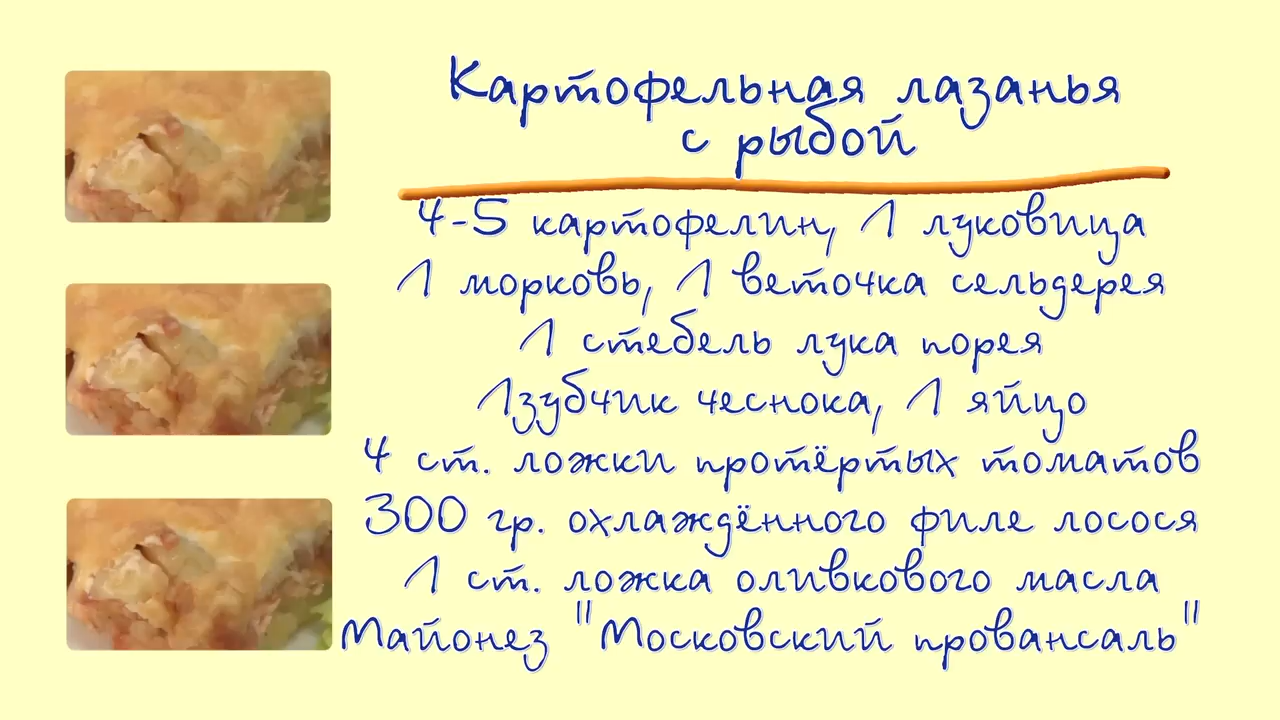 Картофельная лазанья
с рыбой
4-5 картофелин, 1 луковица
1 морковь, 1 веточка сельдерея
1 стебель лука порея
1зубчик чеснока, 1 яйцо
4 ст. ложки протёртых томатов
300 гр. охлаждённого филе лосося
1 ст. ложка оливкового масла
Майонез "Московский провансаль"